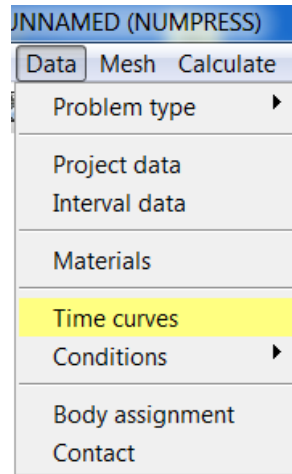 UNNAMED (NUMPRESS)
Data Mesh Calculate
Problem type
Project data
Interval data
Materials
Time curves
Conditions
Body assignment
Contact